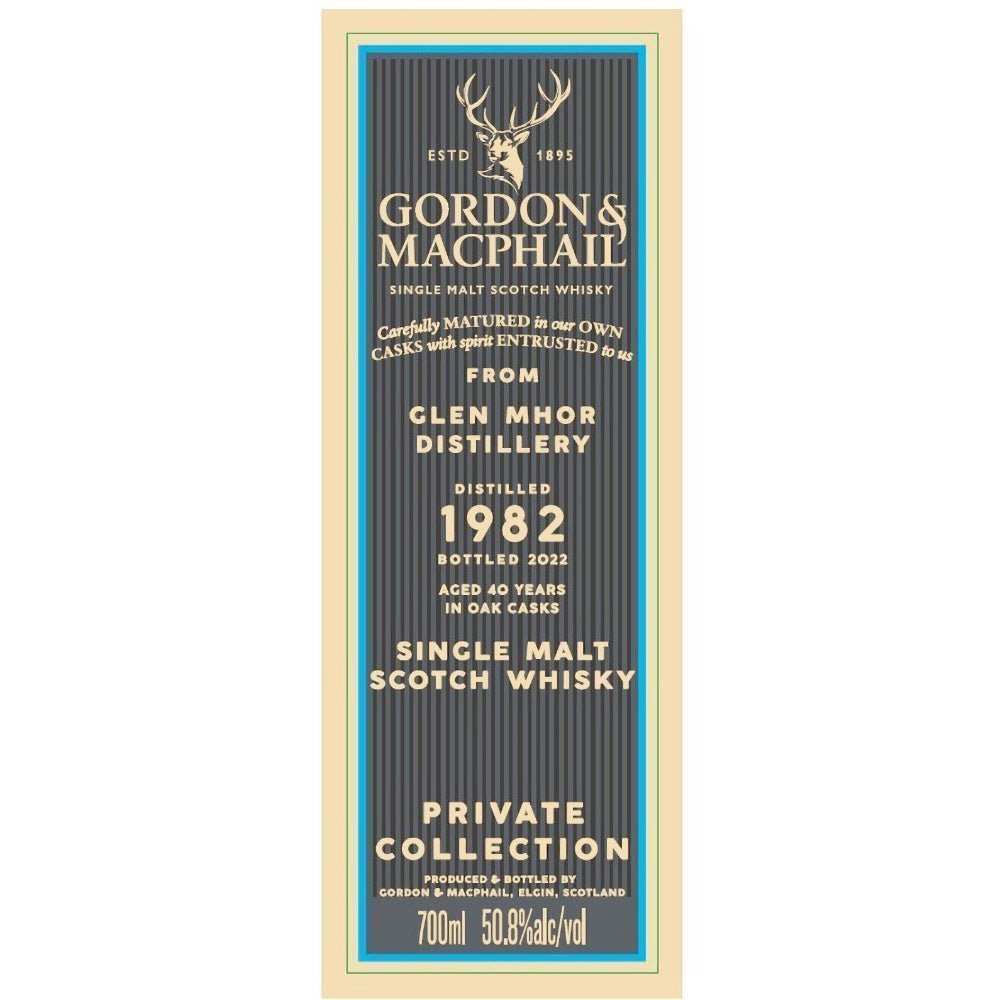 ESTD 1895
GORDON &
MACPHAIL
SINGLE MALT SCOTCH WHISKY
Carefully MATURED in our OWN
CASKS with spirit ENTRUSTED to us
FROM
GLEN MHOR
DISTILLERY
DISTILLED
1982
BOTTLED 2022
AGED 40 YEARS
IN OAK CASKS
SINGLE MALT
SCOTCH WHISKY
PRIVATE
COLLECTION
PRODUCED & BOTTLED BY
GORDON & MACPHAIL, ELGIN, SCOTLAND
700ml 50.8%alc/vol